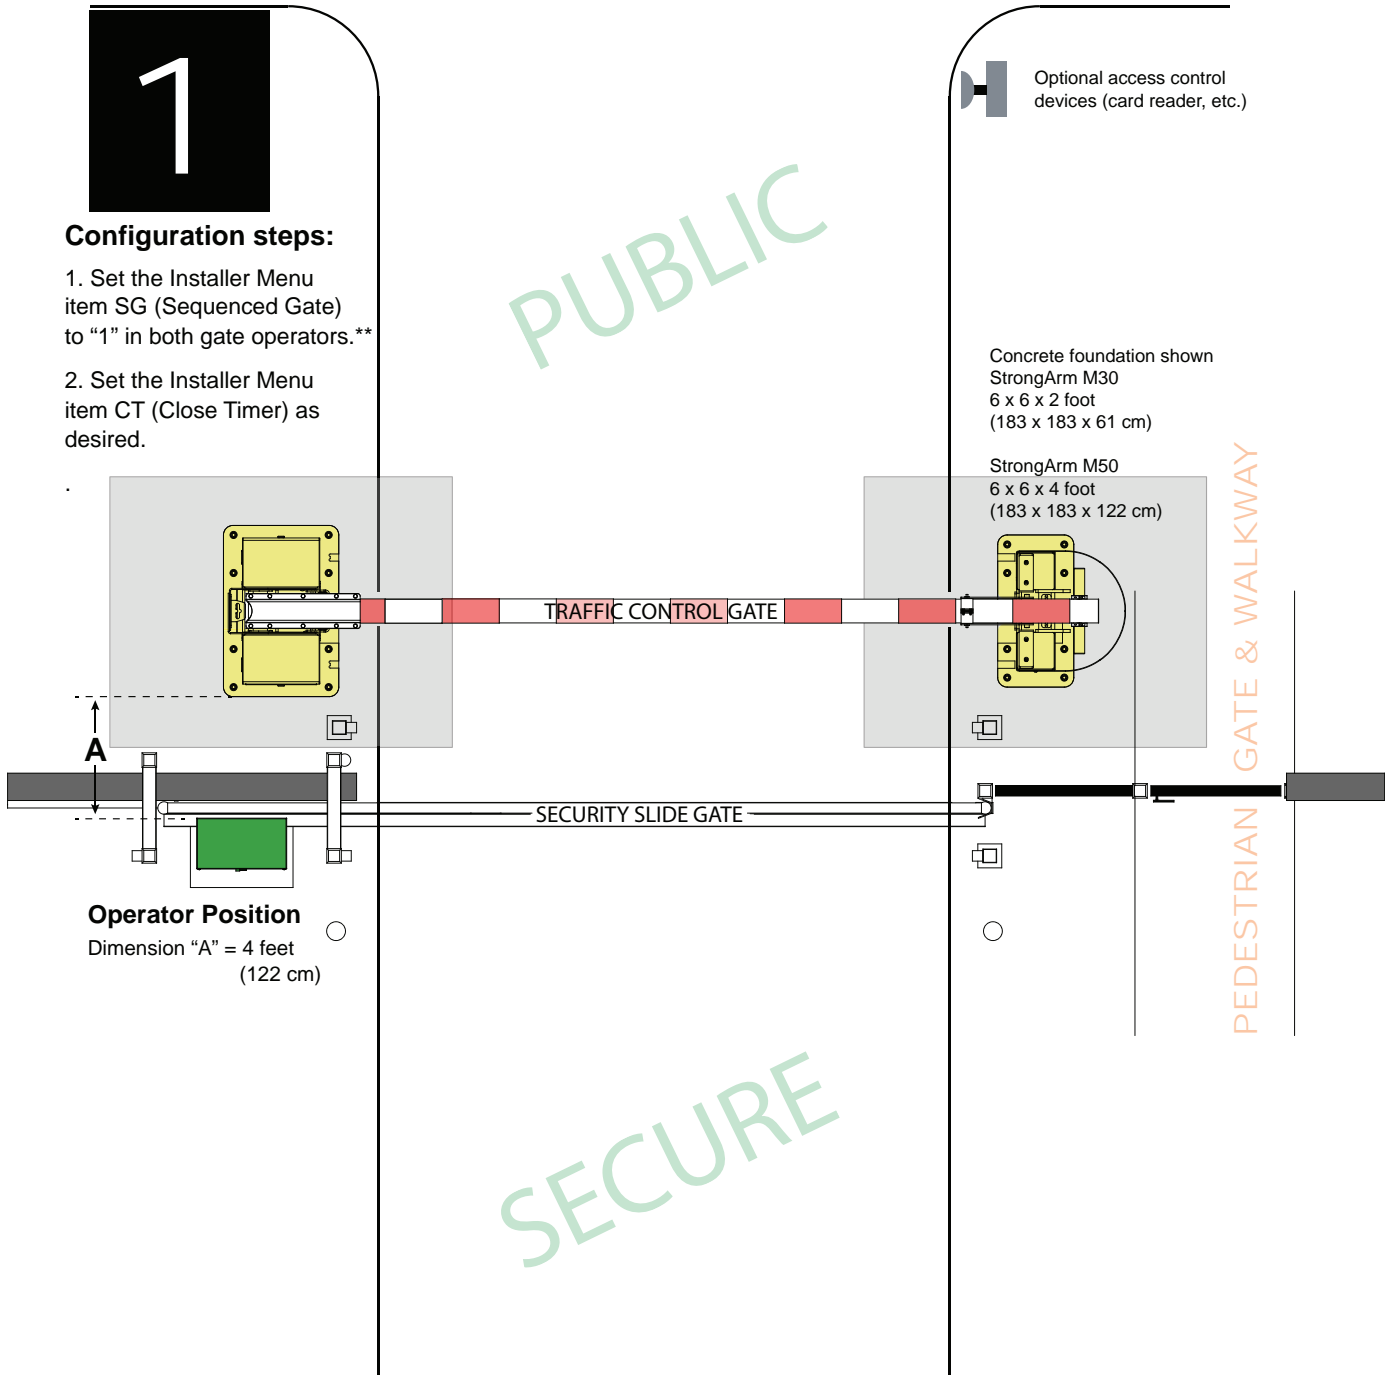 1
Configuration steps:
1. Set the Installer Menu
item SG (Sequenced Gate)
to “1” in both gate operators.**
2. Set the Installer Menu
item CT (Close Timer) as
desired.
.
Optional access control
devices (card reader, etc.)
PUBLIC
Concrete foundation shown
StrongArm M30
6 x 6 x 2 foot
(183 x 183 x 61 cm)
StrongArm M50
6 x 6 x 4 foot
(183 x 183 x 122 cm)
TRAFFIC CONTROL GATE
A
SECURITY SLIDE GATE
PEDESTRIAN GATE & WALKWAY
Operator Position
Dimension “A” = 4 feet
(122 cm)
SECURE